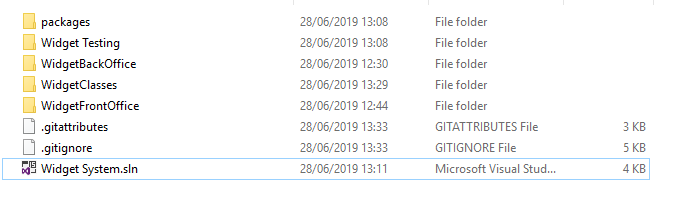 packages 28/06/2019 13:08 File folder
Widget Testing 28/06/2019 13:08 File folder
WidgetBackOffice 28/06/2019 12:30 File folder
WidgetClasses 28/06/2019 13:29 File folder
WidgetFrontOffice 28/06/2019 12:44 File folder
.gitattributes 28/06/2019 13:33 GITATTRIBUTES File 3 KB
.gitignore 28/06/2019 13:33 GITIGNORE File 5 KB
Widget System.sln 28/06/2019 13:11 Microsoft Visual Stud... 4 KB